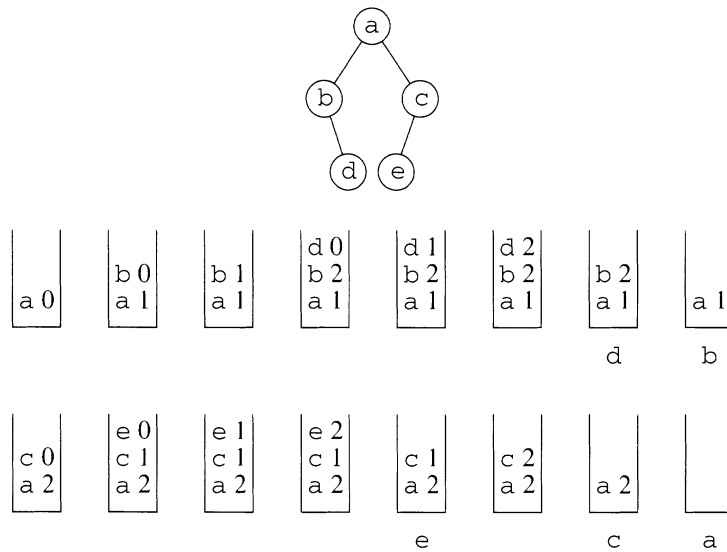 a
b c
d e
d 0 d 1 d 2
b 0 b 1 b 2 b 2 b 2 b 2
a 0 a 1 a 1 a 1 a 1 a 1 a 1 a 1
d b
e 0 e 1 e 2
c 0 c 1 c 1 c 1 c 1 c 2
a 2 a 2 a 2 a 2 a 2 a 2 a 2
e c a